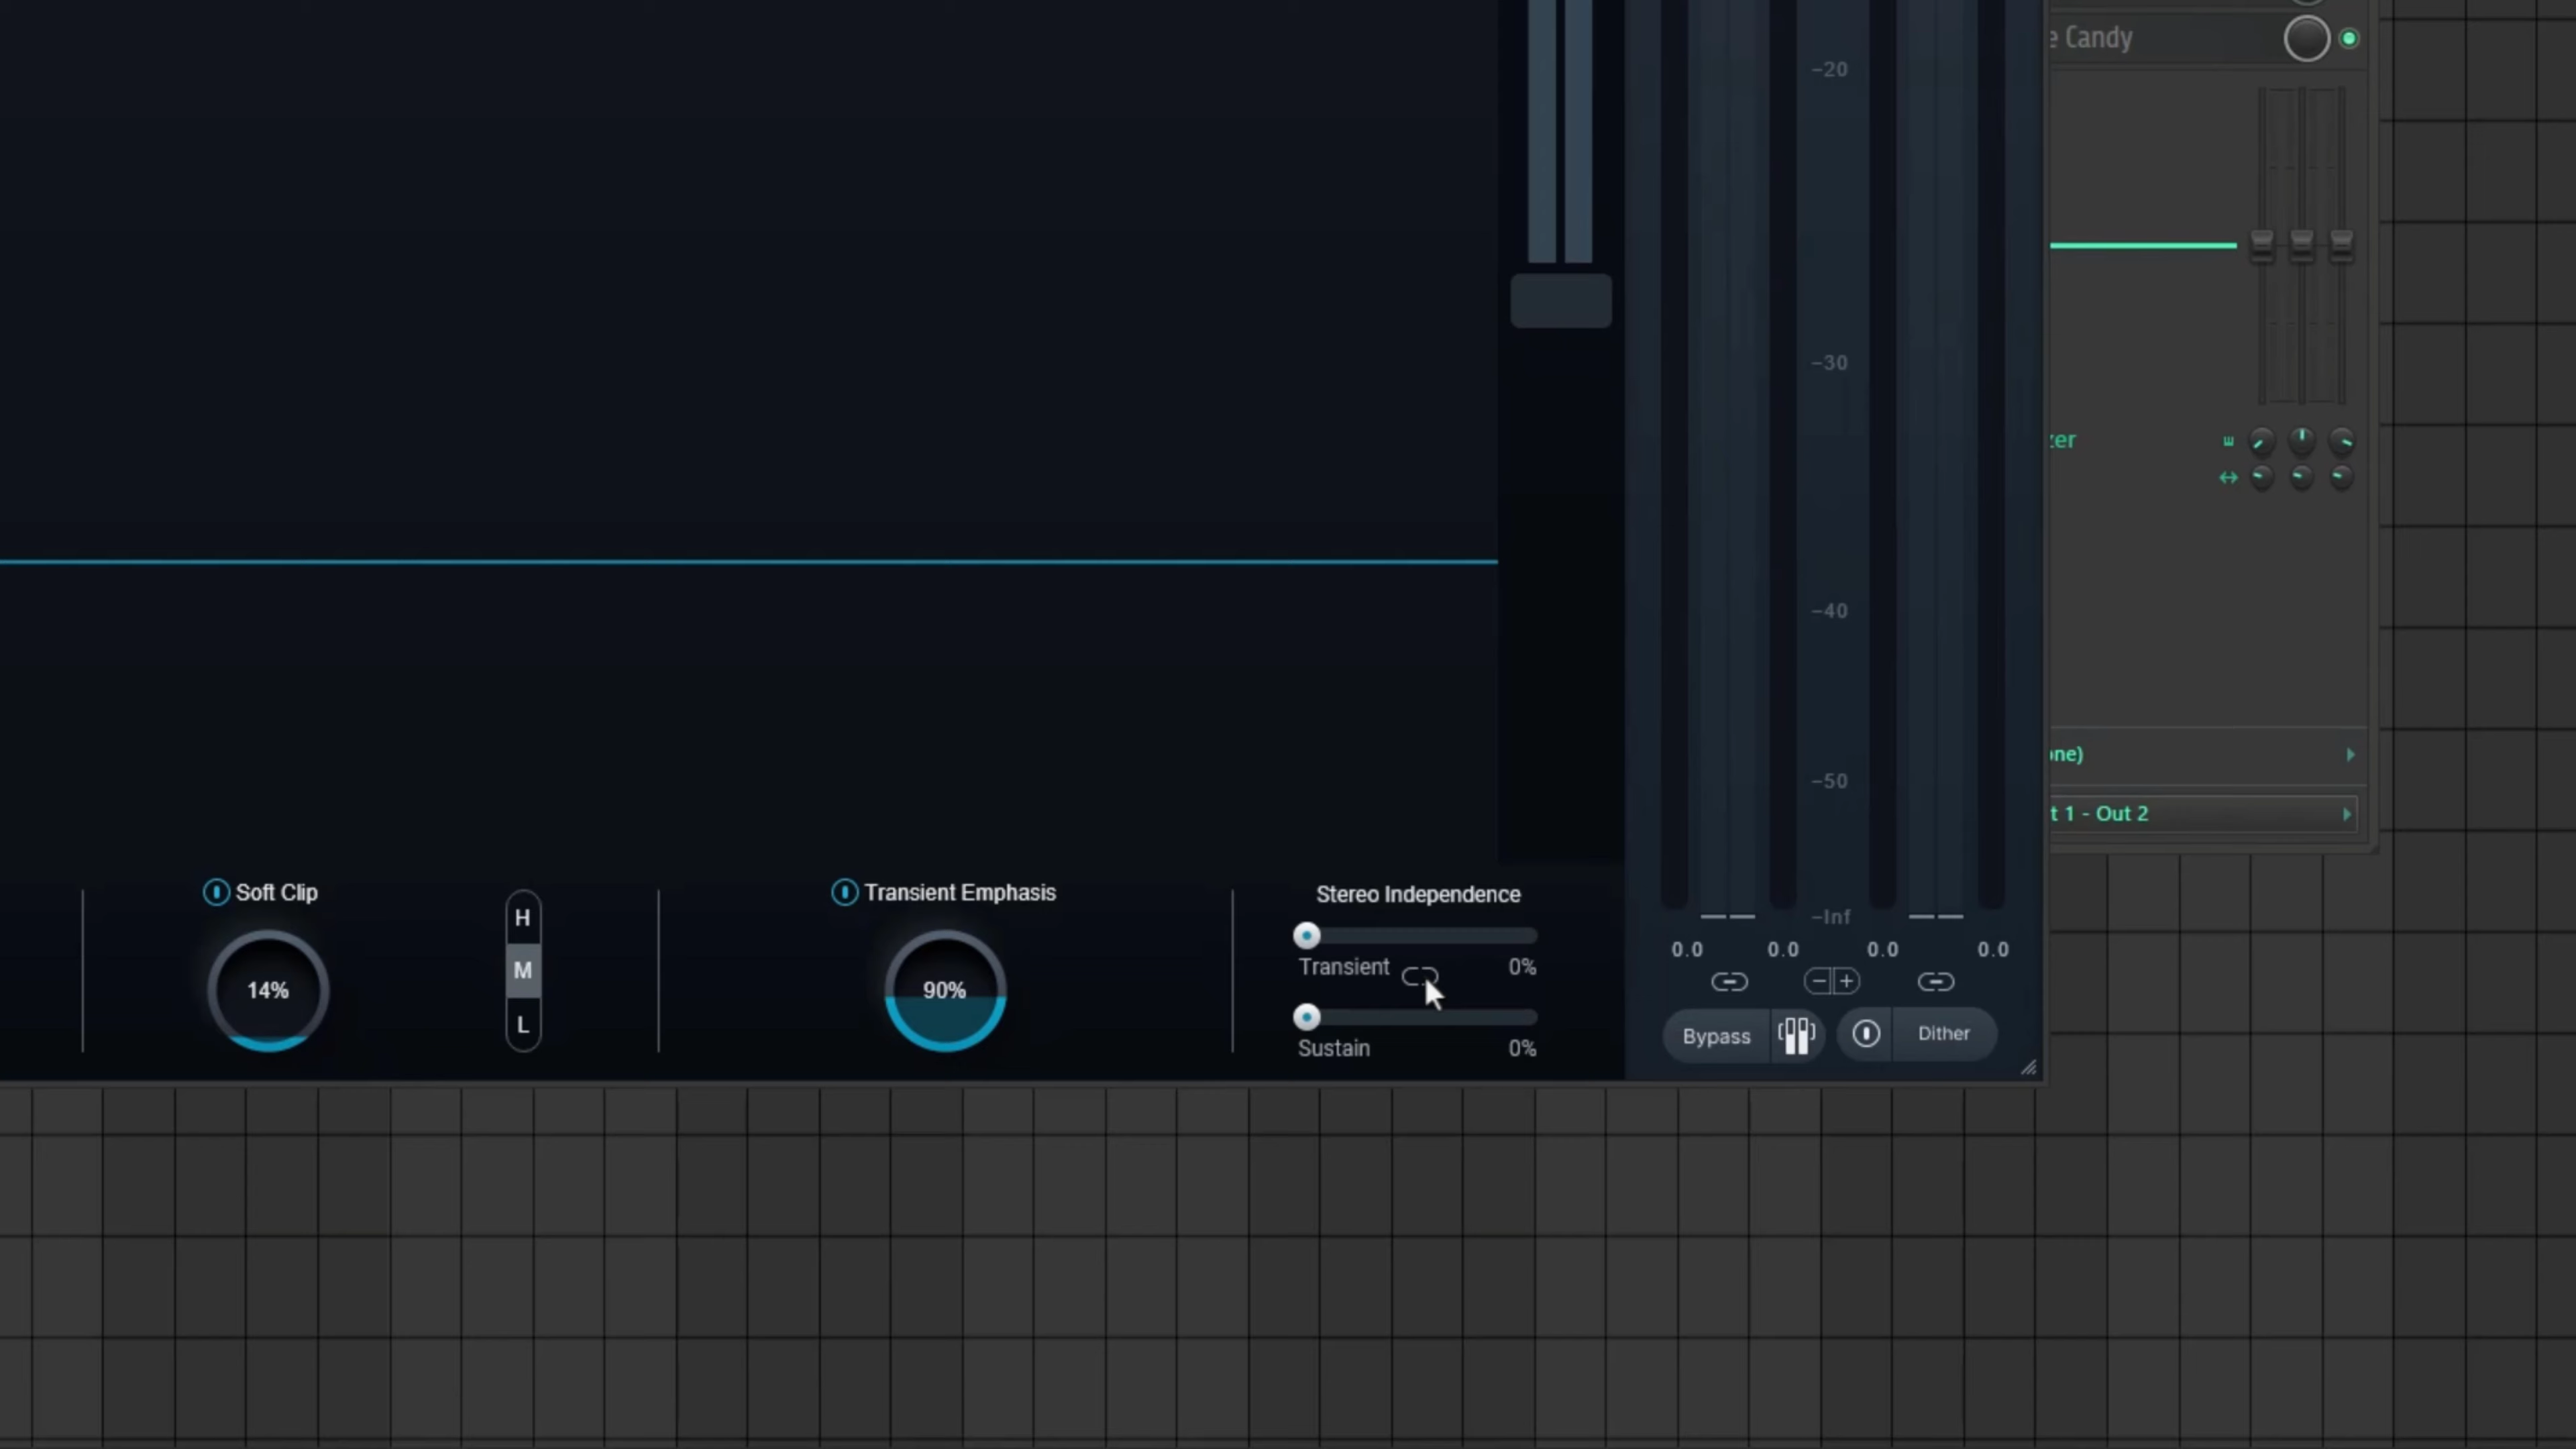 -20
e Candy
-30
zer
-40
one)
-50
t 1 - Out 2
Soft Clip
14%
H
M
L
Transient Emphasis
90%
Stereo Independence
Transient
0%
Sustain
0%
-Inf
0.0
0.0
0.0
0.0
Bypass
Dither